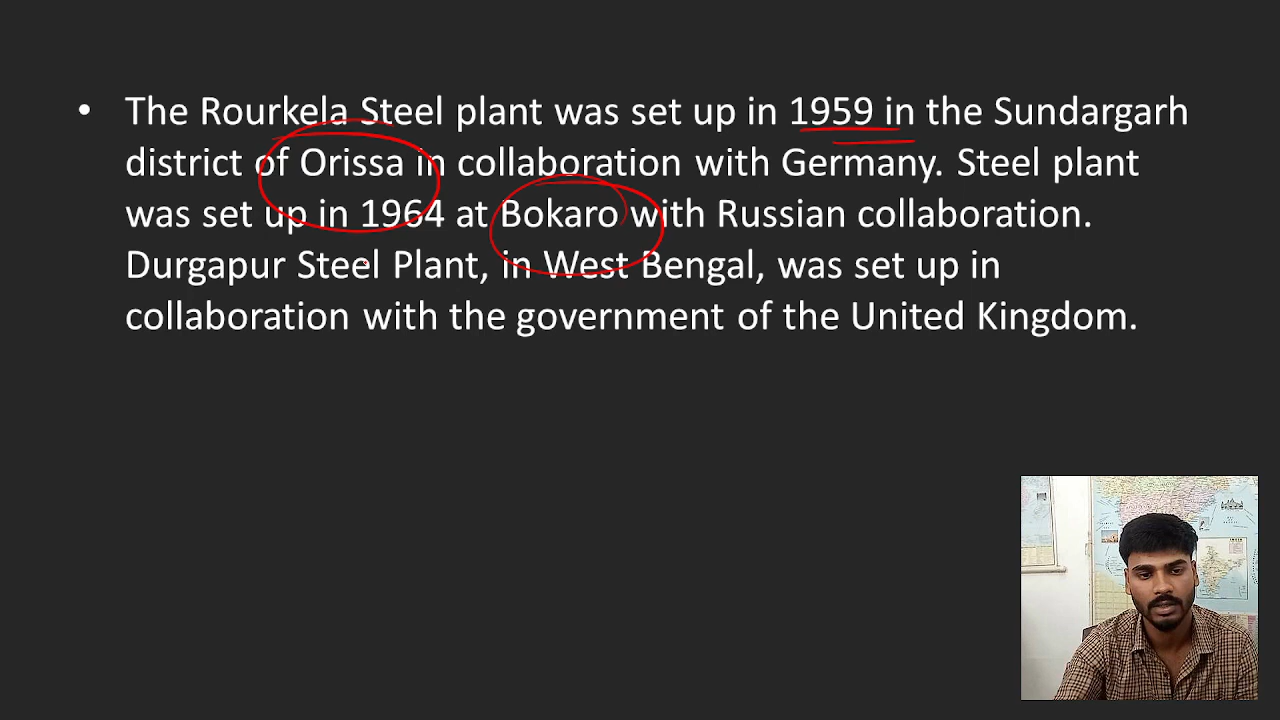 • The Rourkela Steel plant was set up in 1959 in the Sundargarh
district of Orissa in collaboration with Germany. Steel plant
was set up in 1964 at Bokaro with Russian collaboration.
Durgapur Steel Plant, in West Bengal, was set up in
collaboration with the government of the United Kingdom.